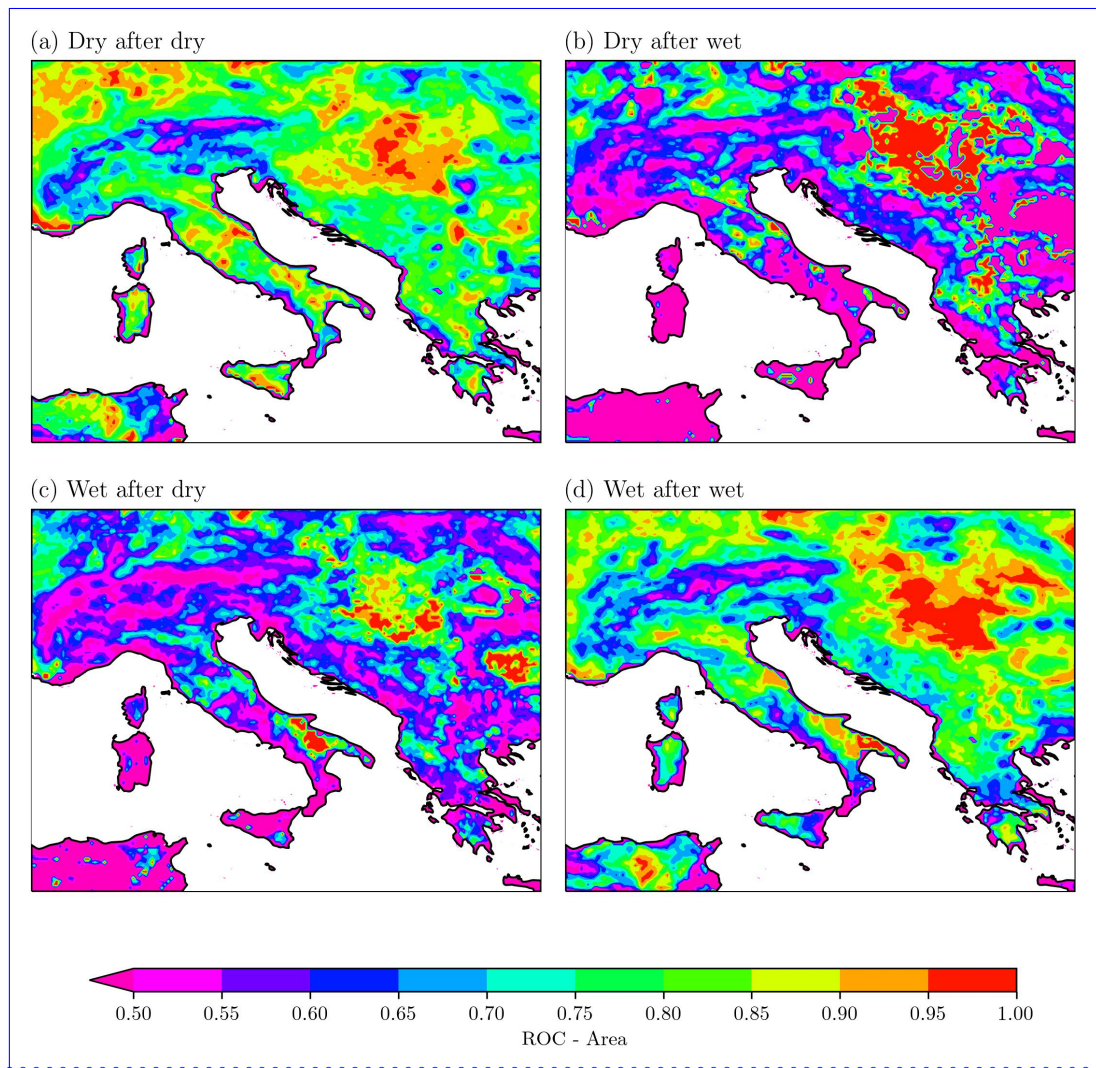 (a) Dry after dry
(b) Dry after wet
(c) Wet after dry
(d) Wet after wet
0.50 0.55 0.60 0.65 0.70 0.75 0.80 0.85 0.90 0.95 1.00
ROC - Area